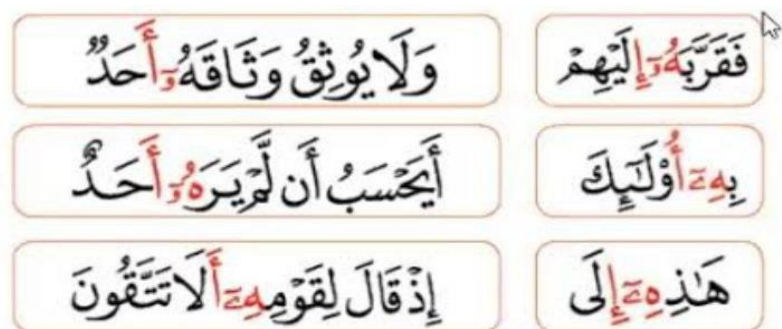 فَقَرَّبَهُۥٓ إِلَيْهِمْ
وَلَا يُوثِقُ وَثَاقَهُۥٓ أَحَدٌ
بِهِۦٓ أُو۟لَـٰٓئِكَ
أَيَحْسَبُ أَن لَّمْ يَرَهُۥٓ أَحَدٌ
هَـٰذِهِۦٓ إِلَى
إِذْ قَالَ لِقَوْمِهِۦٓ أَلَا تَتَّقُونَ